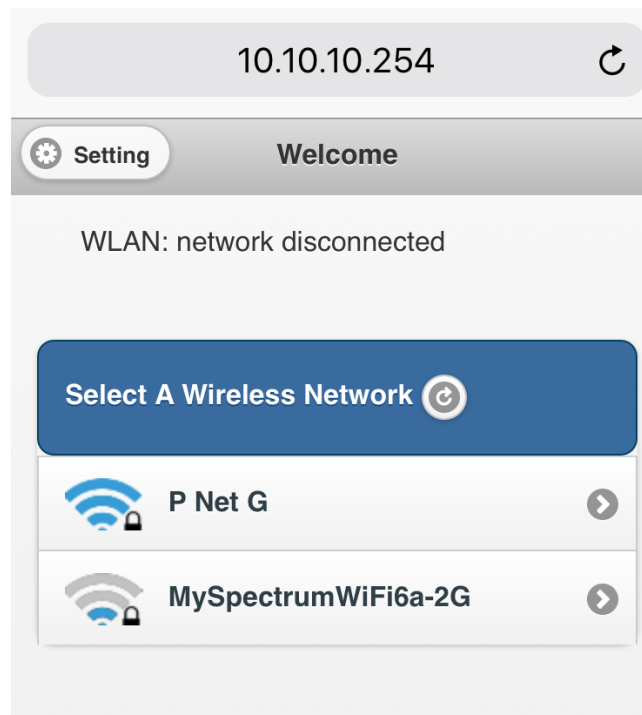 10.10.10.254
Setting
Welcome
WLAN: network disconnected
Select A Wireless Network
P Net G
MySpectrumWiFi6a-2G